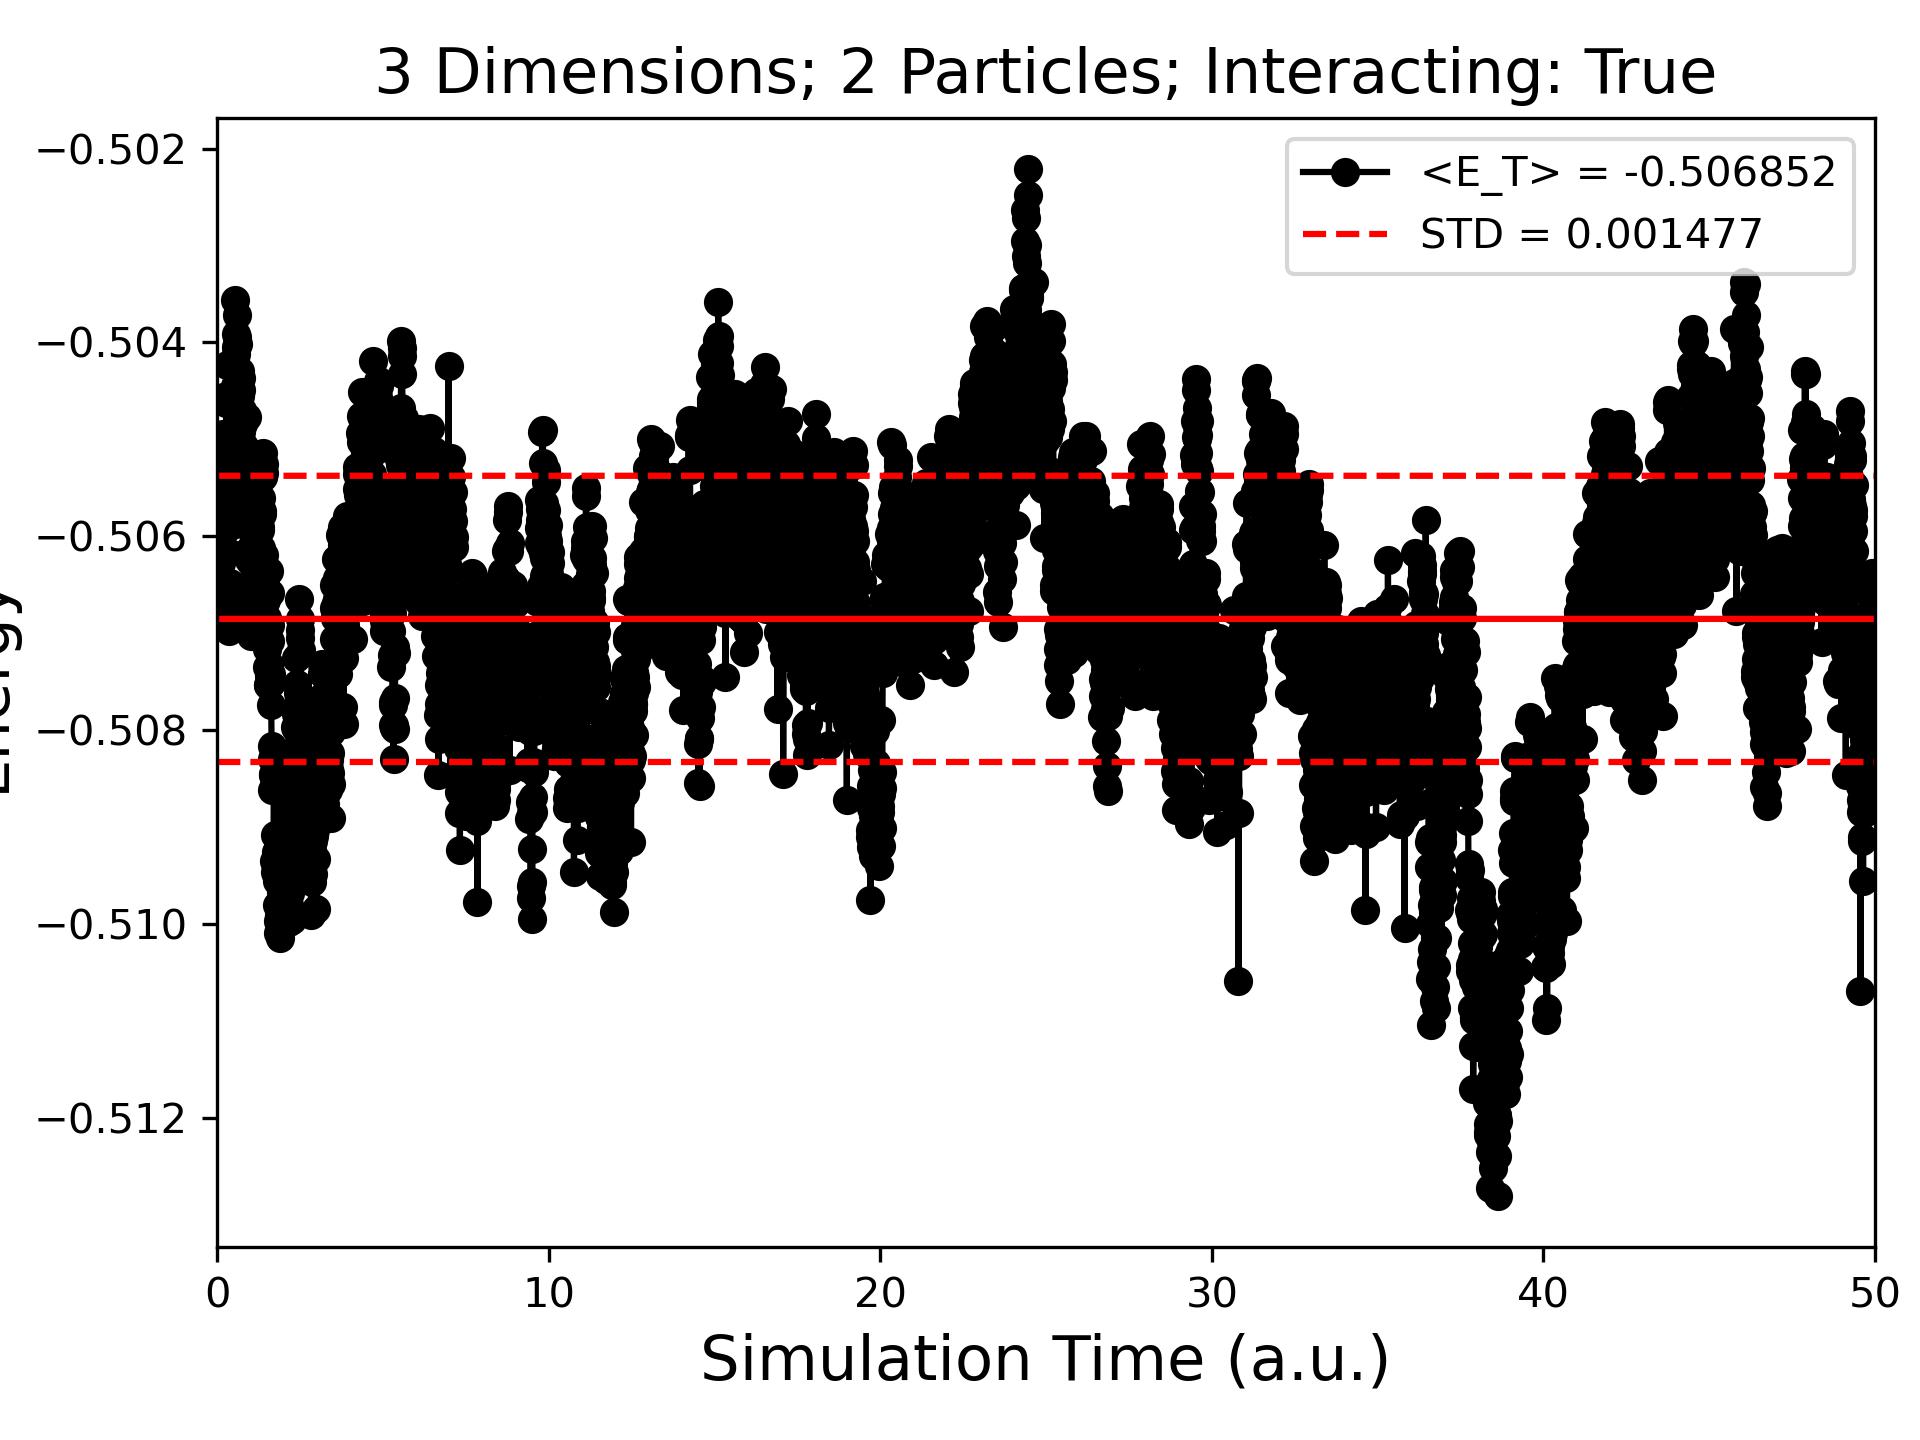 3 Dimensions; 2 Particles; Interacting: True
<E_T> = -0.506852
STD = 0.001477
−0.502
−0.504
−0.506
−0.508
−0.510
−0.512
Energy
0 10 20 30 40 50
Simulation Time (a.u.)